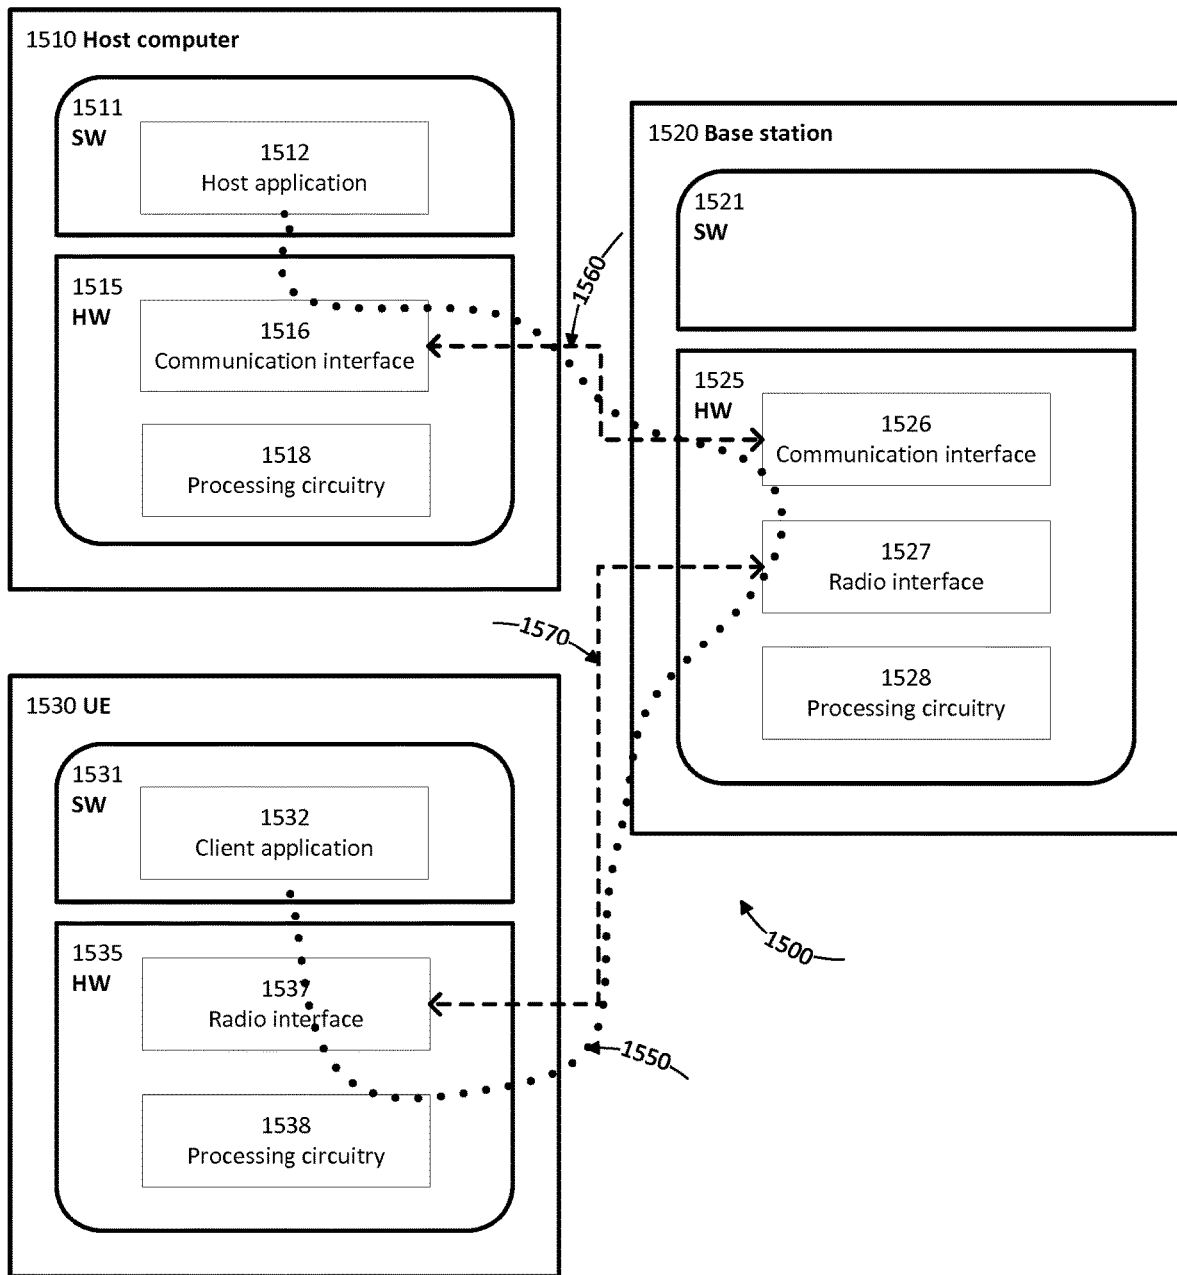 1510 Host computer
1511
SW
1512
Host application
1515
HW
1516
Communication interface
1518
Processing circuitry
1560
1520 Base station
1521
SW
1525
HW
1526
Communication interface
1527
Radio interface
1528
Processing circuitry
1570
1530 UE
1531
SW
1532
Client application
1535
HW
1537
Radio interface
1538
Processing circuitry
1500
1550